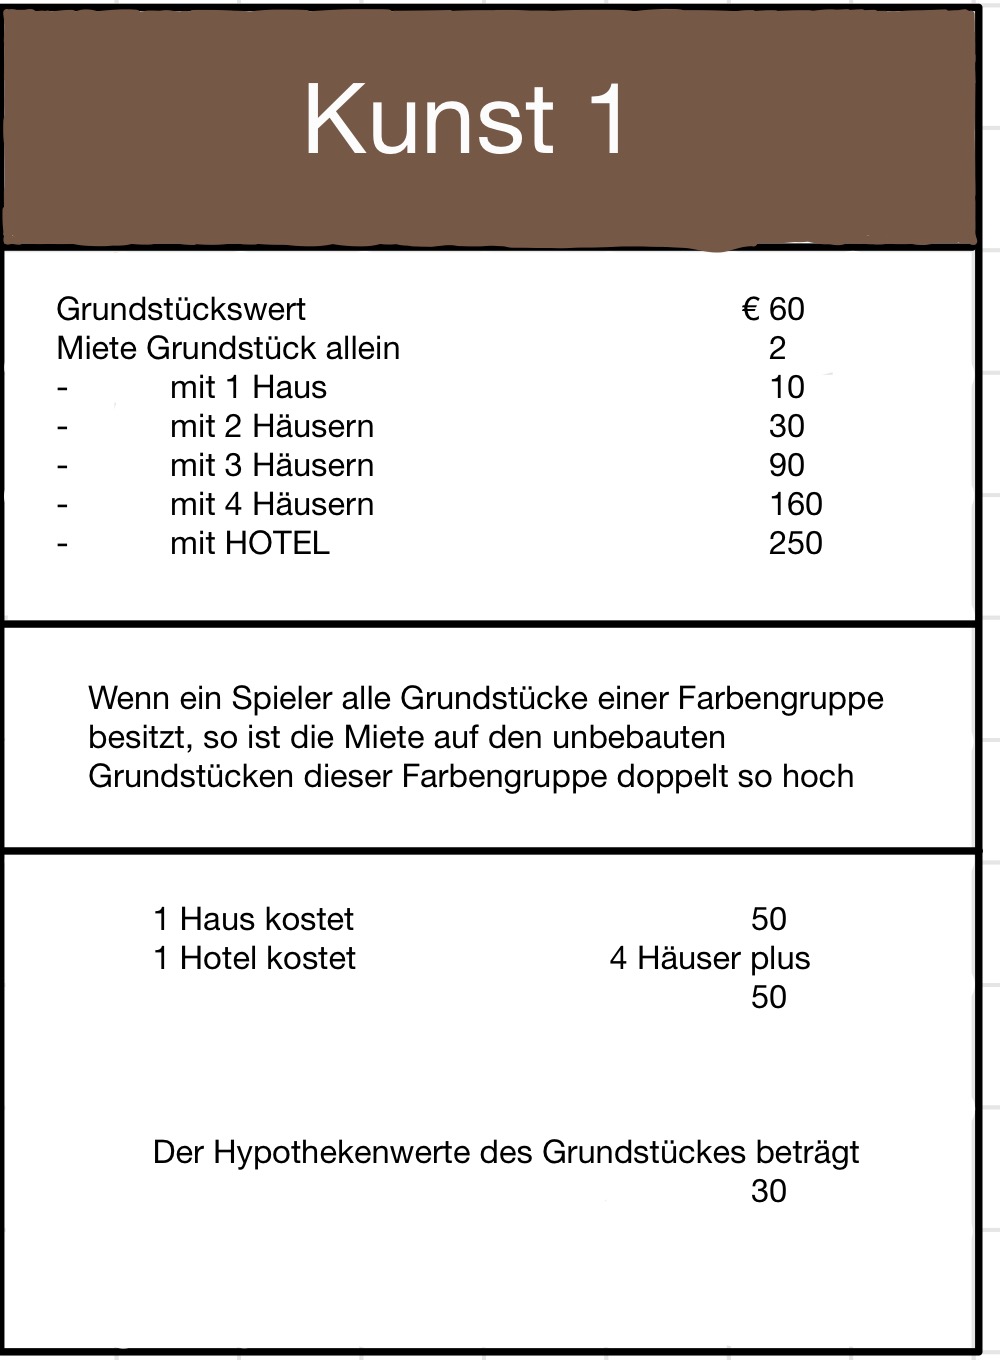 Kunst 1
Grundstückswert € 60
Miete Grundstück allein 2
- mit 1 Haus 10
- mit 2 Häusern 30
- mit 3 Häusern 90
- mit 4 Häusern 160
- mit HOTEL 250
Wenn ein Spieler alle Grundstücke einer Farbengruppe
besitzt, so ist die Miete auf den unbebauten
Grundstücken dieser Farbengruppe doppelt so hoch
1 Haus kostet 50
1 Hotel kostet 4 Häuser plus
50
Der Hypothekenwerte des Grundstückes beträgt
30